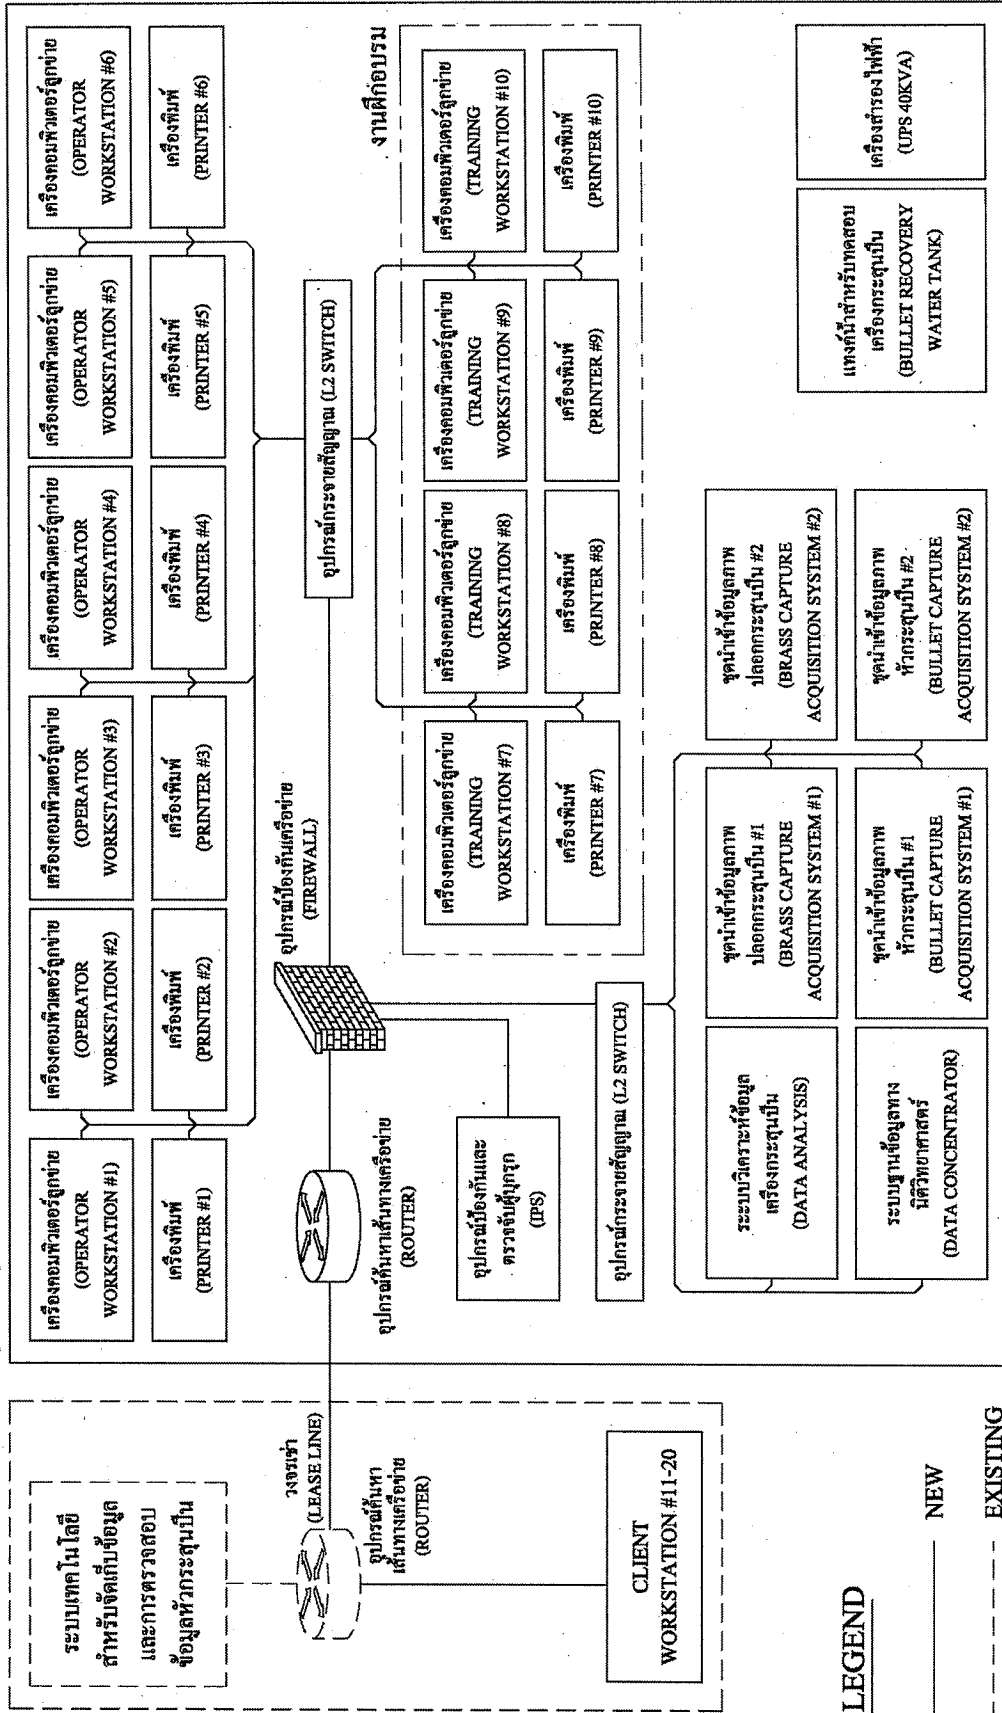 ระบบเทคโนโลยี
สำหรับจัดเก็บข้อมูล
และการตรวจสอบ
ข้อมูลหัวกระสุนปืน
วงจรเช่า
(LEASE LINE)
อุปกรณ์ค้นหา
เส้นทางเครือข่าย
(ROUTER)
CLIENT
WORKSTATION #11-20
LEGEND
NEW
EXISTING
เครื่องคอมพิวเตอร์ลูกข่าย
(OPERATOR
WORKSTATION #1)
เครื่องคอมพิวเตอร์ลูกข่าย
(OPERATOR
WORKSTATION #2)
เครื่องคอมพิวเตอร์ลูกข่าย
(OPERATOR
WORKSTATION #3)
เครื่องคอมพิวเตอร์ลูกข่าย
(OPERATOR
WORKSTATION #4)
เครื่องคอมพิวเตอร์ลูกข่าย
(OPERATOR
WORKSTATION #5)
เครื่องคอมพิวเตอร์ลูกข่าย
(OPERATOR
WORKSTATION #6)
เครื่องพิมพ์
(PRINTER #1)
เครื่องพิมพ์
(PRINTER #2)
เครื่องพิมพ์
(PRINTER #3)
เครื่องพิมพ์
(PRINTER #4)
เครื่องพิมพ์
(PRINTER #5)
เครื่องพิมพ์
(PRINTER #6)
อุปกรณ์ค้นหาเส้นทางเครือข่าย
(ROUTER)
อุปกรณ์ป้องกันเครือข่าย
(FIREWALL)
อุปกรณ์กระจายสัญญาณ (L2 SWITCH)
งานฝึกอบรม
เครื่องคอมพิวเตอร์ลูกข่าย
(TRAINING
WORKSTATION #7)
เครื่องคอมพิวเตอร์ลูกข่าย
(TRAINING
WORKSTATION #8)
เครื่องคอมพิวเตอร์ลูกข่าย
(TRAINING
WORKSTATION #9)
เครื่องคอมพิวเตอร์ลูกข่าย
(TRAINING
WORKSTATION #10)
เครื่องพิมพ์
(PRINTER #7)
เครื่องพิมพ์
(PRINTER #8)
เครื่องพิมพ์
(PRINTER #9)
เครื่องพิมพ์
(PRINTER #10)
อุปกรณ์ป้องกันและ
ตรวจจับผู้บุกรุก
(IPS)
อุปกรณ์กระจายสัญญาณ (L2 SWITCH)
ระะบบวิเคราะห์ข้อมูล
เครื่องกระสุนปืน
(DATA ANALYSIS)
ชุดนำเข้าข้อมูลภาพ
ปลอกกระสุนปืน #1
(BRASS CAPTURE
ACQUISITION SYSTEM #1)
ชุดนำเข้าข้อมูลภาพ
ปลอกกระสุนปืน #2
(BRASS CAPTURE
ACQUISITION SYSTEM #2)
ระบบฐานข้อมูลทาง
นิติวิทยาศาสตร์
(DATA CONCENTRATOR)
ชุดนำเข้าข้อมูลภาพ
หัวกระสุนปืน #1
(BULLET CAPTURE
ACQUISITION SYSTEM #1)
ชุดนำเข้าข้อมูลภาพ
หัวกระสุนปืน #2
(BULLET CAPTURE
ACQUISITION SYSTEM #2)
แทงค์น้ำสำหรับทดสอบ
เครื่องกระสุนปืน
(BULLET RECOVERY
WATER TANK)
เครื่องสำรองไฟฟ้า
(UPS 40KVA)